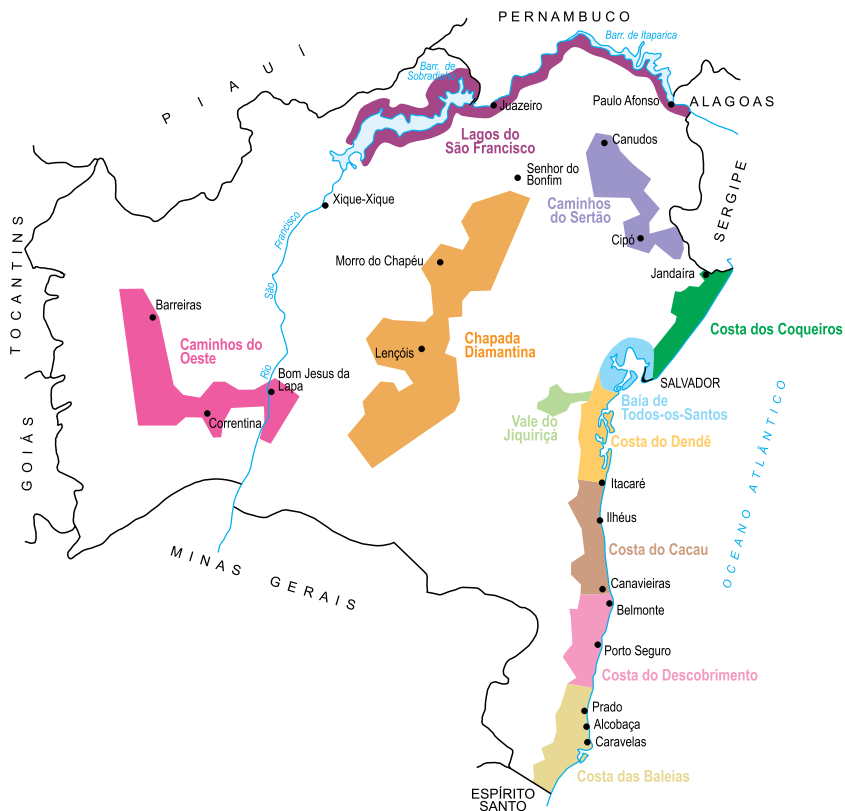 PERNAMBUCO
Barr. de Itaparica
PIAUÍ
Barr. de
Sobradinho
Juazeiro
Paulo Afonso
ALAGOAS
Lagos do
São Francisco
Canudos
Senhor do
Bonfim
Xique-Xique
Caminhos
do Sertão
SERGIPE
Cipó
Rio São Francisco
TOCANTINS
Morro do Chapéu
Jandaíra
Barreiras
Costa dos Coqueiros
Caminhos do
Oeste
Chapada
Diamantina
Lençóis
Bom Jesus da
Lapa
SALVADOR
Correntina
Baía de
Todos-os-Santos
Vale do
Jiquiriçá
Costa do Dendê
GOIÁS
OCEANO ATLÂNTICO
Itacaré
Ilhéus
Costa do Cacau
MINAS GERAIS
Canavieiras
Belmonte
Porto Seguro
Costa do Descobrimento
Prado
Alcobaça
Caravelas
Costa das Baleias
ESPÍRITO
SANTO